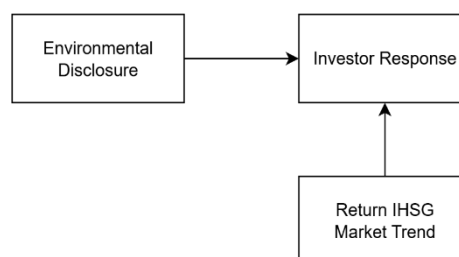 Environmental
Disclosure
Investor Response
Return IHSG
Market Trend